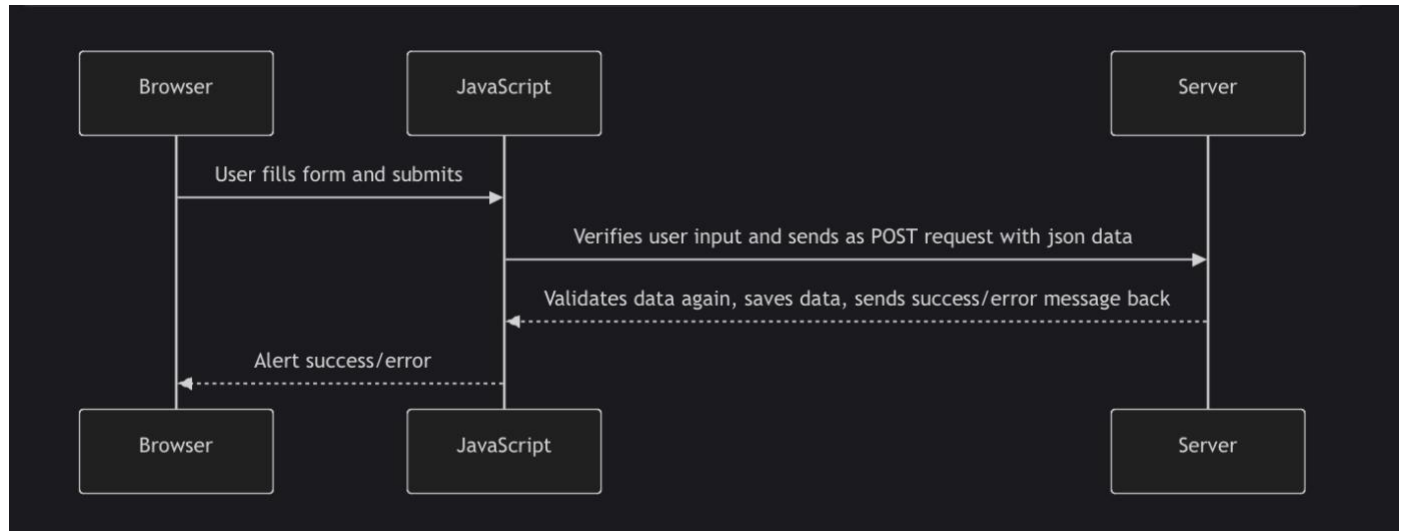 Browser
JavaScript
Server
User fills form and submits
Verifies user input and sends as POST request with json data
Validates data again, saves data, sends success/error message back
Alert success/error
Browser
JavaScript
Server